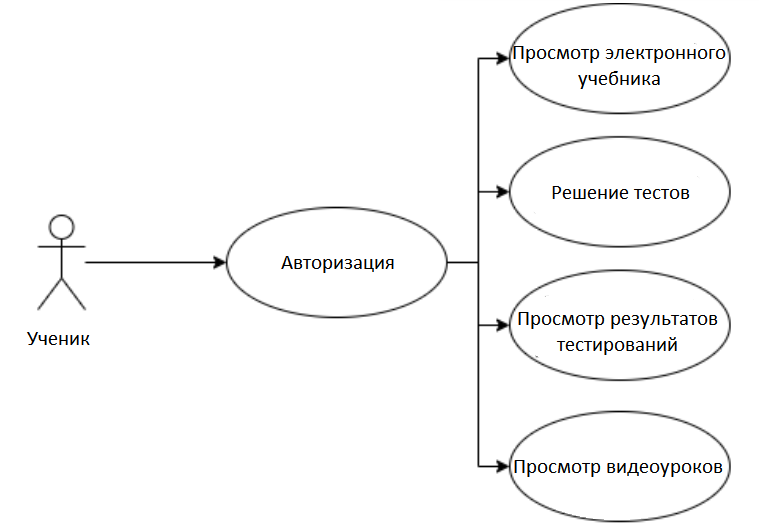 Просмотр электронного
учебника
Решение тестов
Авторизация
Ученик
Просмотр результатов
тестирований
Просмотр видеоуроков